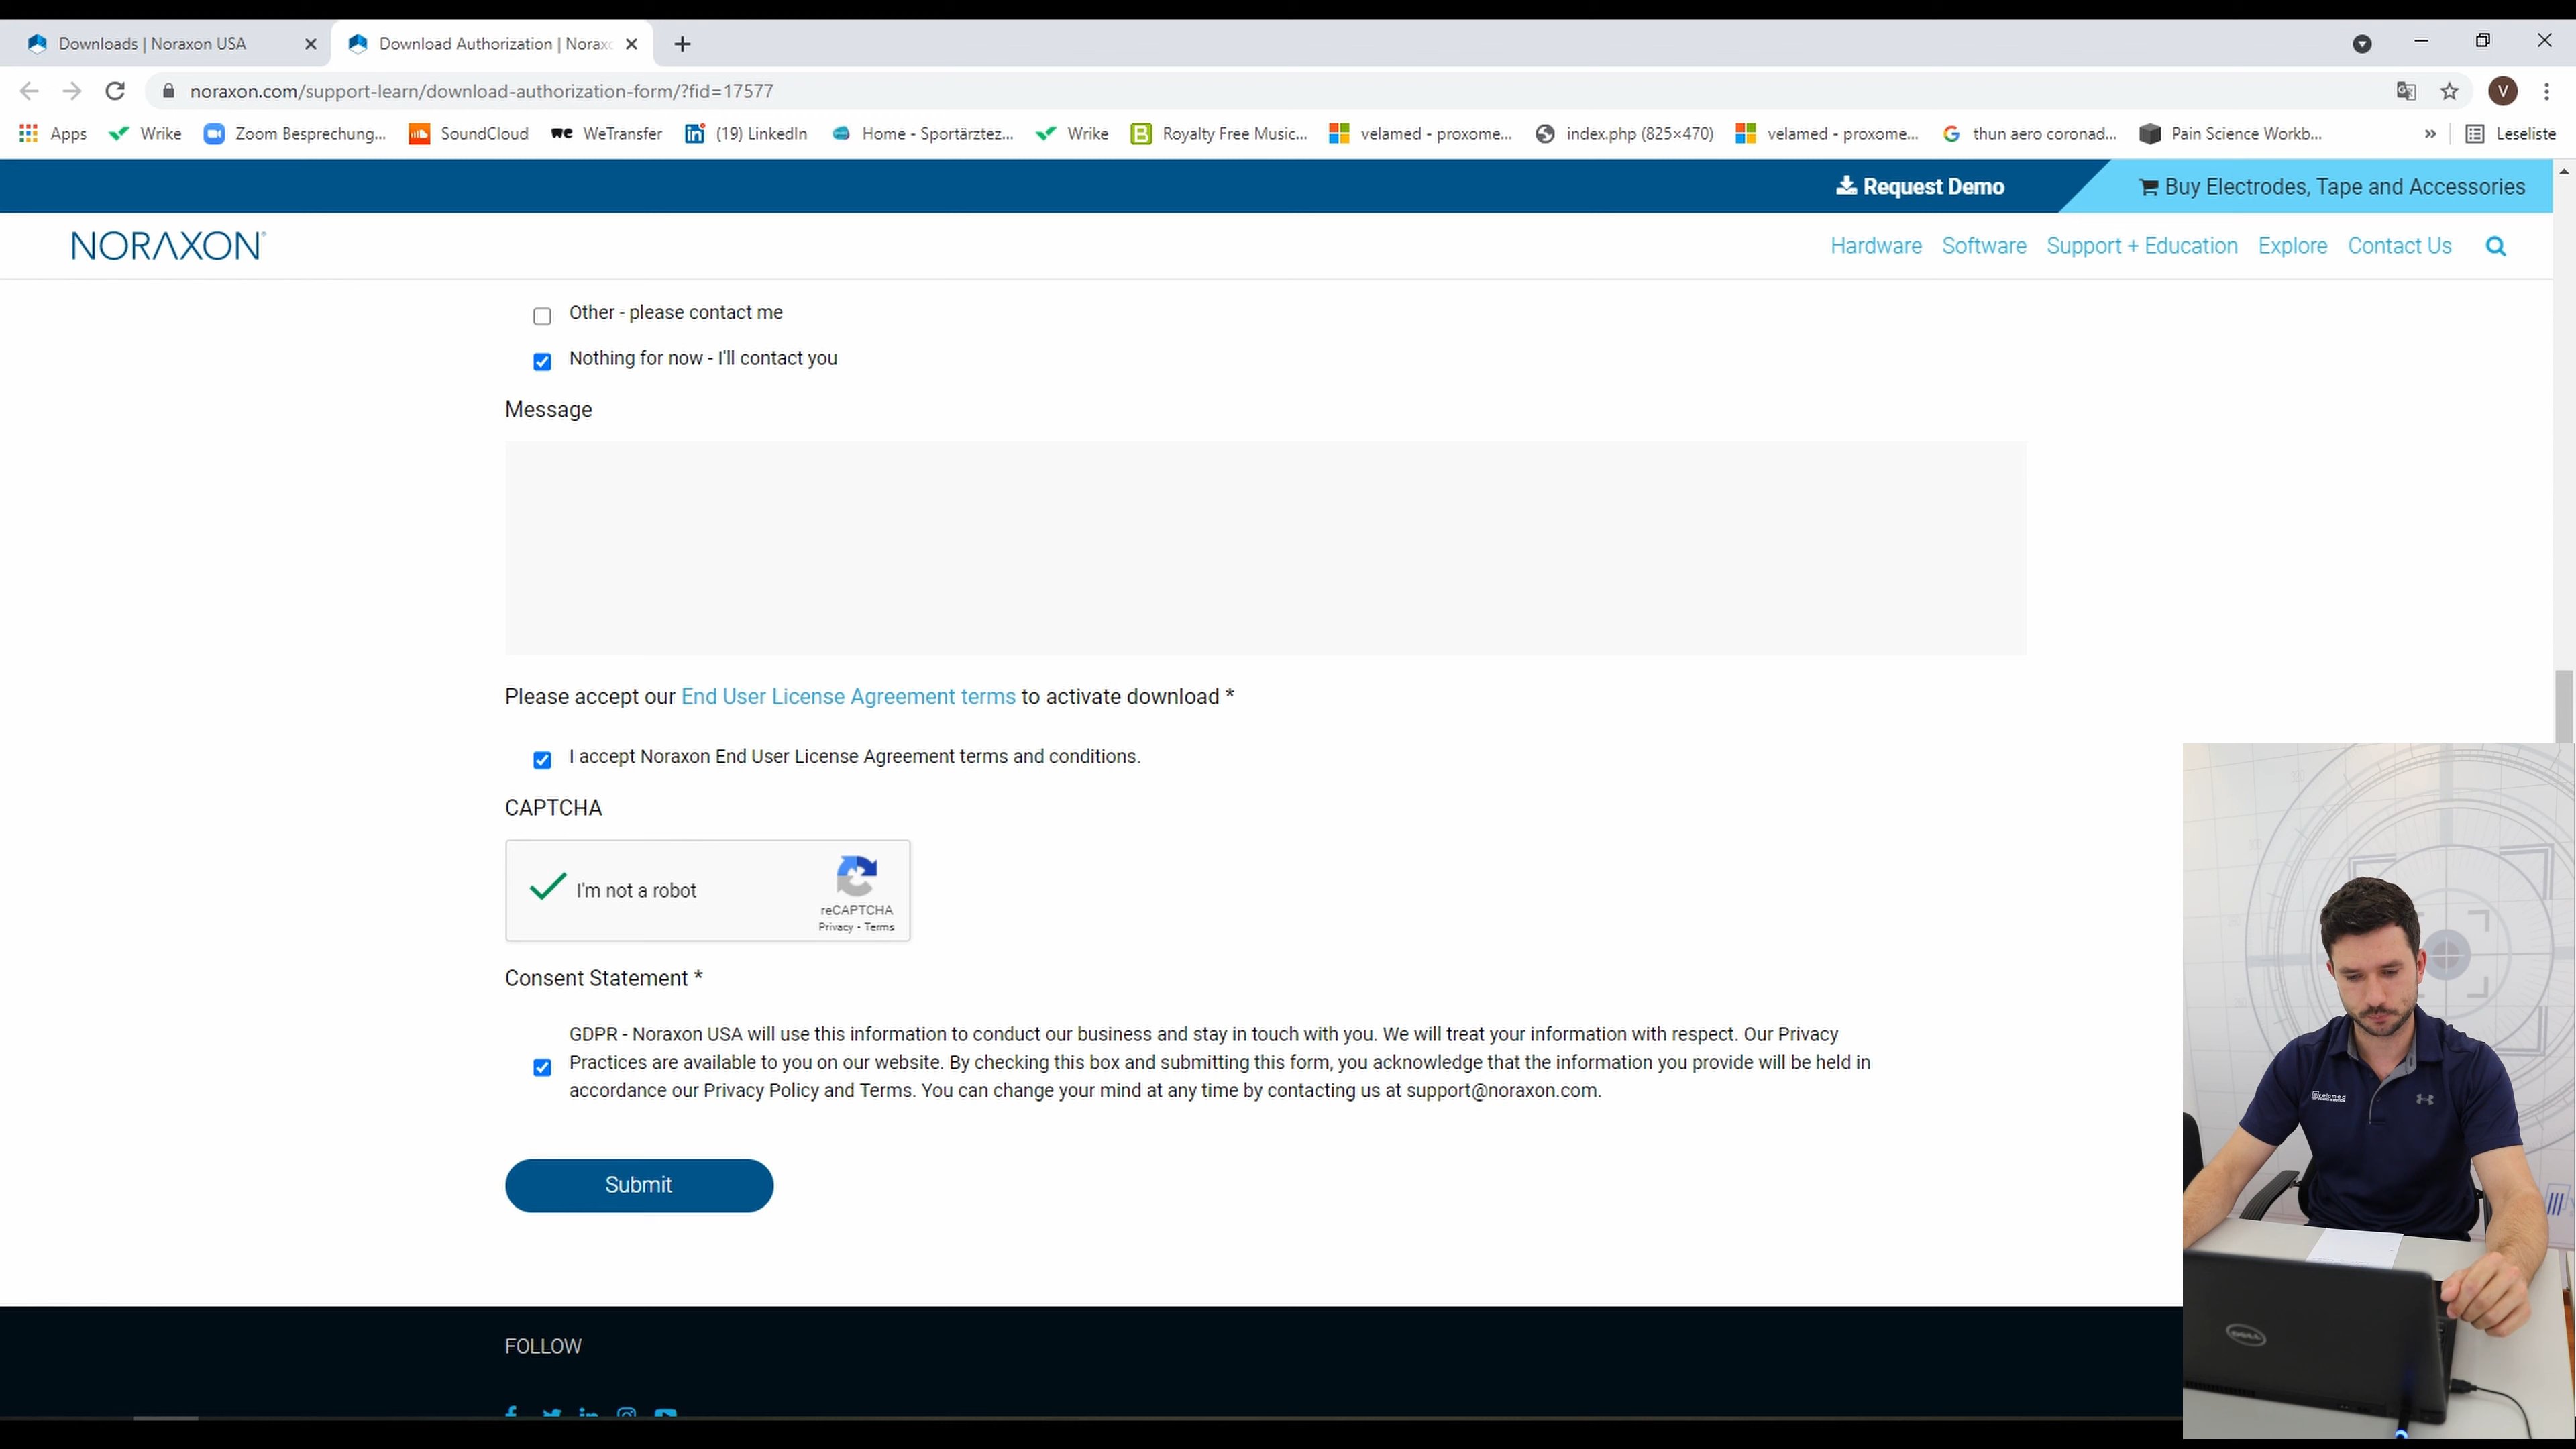 Downloads | Noraxon USA
Download Authorization | Norax
noraxon.com/support-learn/download-authorization-form/?fid=17577
V
Apps
Wrike
Zoom Besprechung...
SoundCloud
WeTransfer
(19) LinkedIn
Home - Sportärztez...
Wrike
Royalty Free Music...
velamed - proxome...
index.php (825×470)
velamed - proxome...
thun aero coronad...
Pain Science Workb...
»
Leseliste
Request Demo
Buy Electrodes, Tape and Accessories
NORAXON
Hardware
Software
Support + Education
Explore
Contact Us
Other - please contact me
Nothing for now - I'll contact you
Message
Please accept our End User License Agreement terms to activate download *
I accept Noraxon End User License Agreement terms and conditions.
CAPTCHA
I'm not a robot
reCAPTCHA
Privacy - Terms
Consent Statement *
GDPR - Noraxon USA will use this information to conduct our business and stay in touch with you. We will treat your information with respect. Our Privacy
Practices are available to you on our website. By checking this box and submitting this form, you acknowledge that the information you provide will be held in
accordance our Privacy Policy and Terms. You can change your mind at any time by contacting us at support@noraxon.com.
Submit
FOLLOW
velamed
DELL